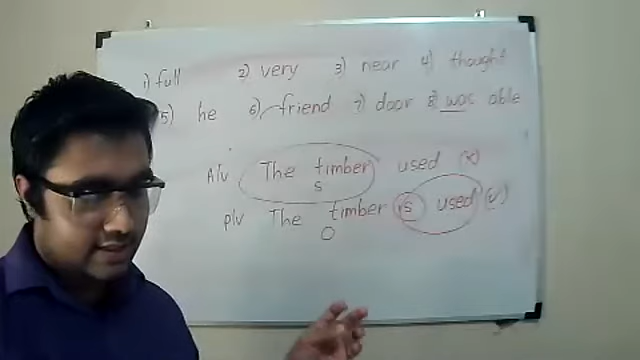 1) full 2) very 3) near 4) thought
5) he 6) friend 7) door 8) was able
A/v The timber used (x)
S
P/v The timber is used (v)
O